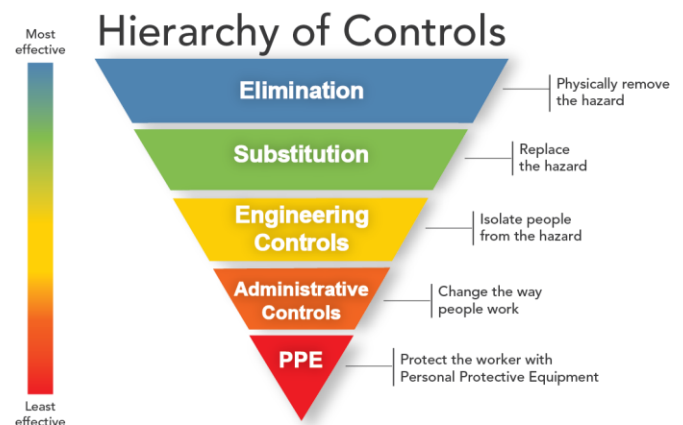 Hierarchy of Controls
Most
effective
Elimination
Physically remove
the hazard
Substitution
Replace
the hazard
Engineering
Controls
Isolate people
from the hazard
Administrative
Controls
Change the way
people work
PPE
Protect the worker with
Personal Protective Equipment
Least
effective